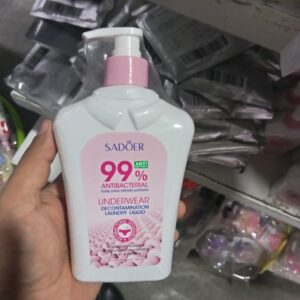 SADOER
99%
ANTI
ANTIBACTERIAL
UNDERWEAR
DECONTAMINATION
LAUNDRY LIQUID